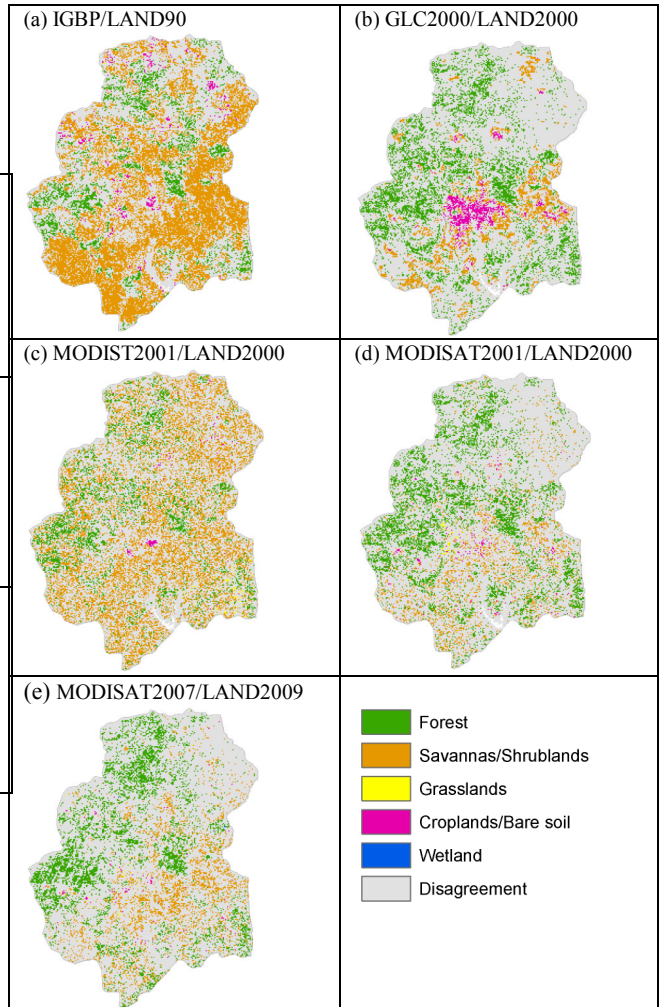 (a) IGBP/LAND90
(b) GLC2000/LAND2000
(c) MODIST2001/LAND2000
(d) MODISAT2001/LAND2000
(e) MODISAT2007/LAND2009
Forest
Savannas/Shrublands
Grasslands
Croplands/Bare soil
Wetland
Disagreement